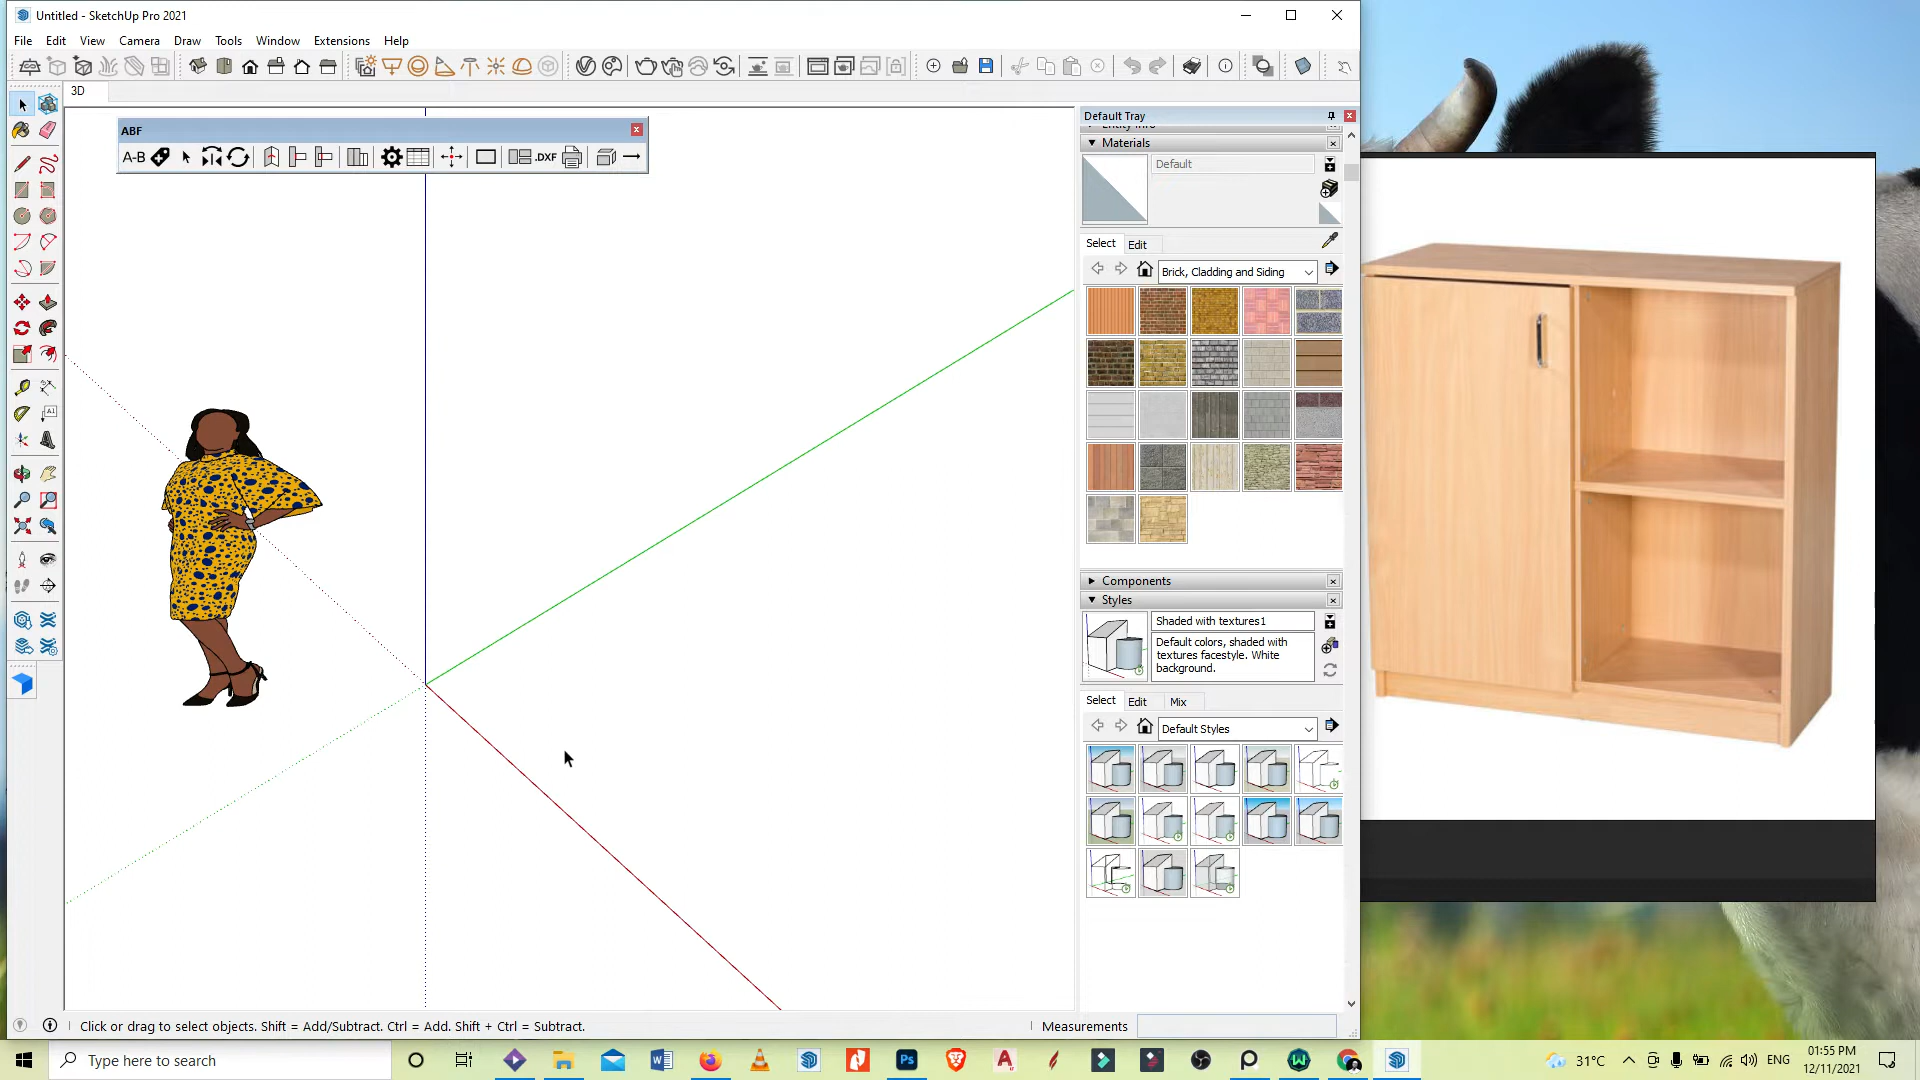 Untitled - SketchUp Pro 2021
File Edit View Camera Draw Tools Window Extensions Help
3D
ABF
A-B
.DXF
A1
Default Tray
Materials
Default
Select Edit
Brick, Cladding and Siding
Components
Styles
Shaded with textures1
Default colors, shaded with
textures facestyle. White
background.
Select Edit Mix
Default Styles
Click or drag to select objects. Shift = Add/Subtract. Ctrl = Add. Shift + Ctrl = Subtract.
Measurements
Type here to search
31°C
ENG
01:55 PM
12/11/2021